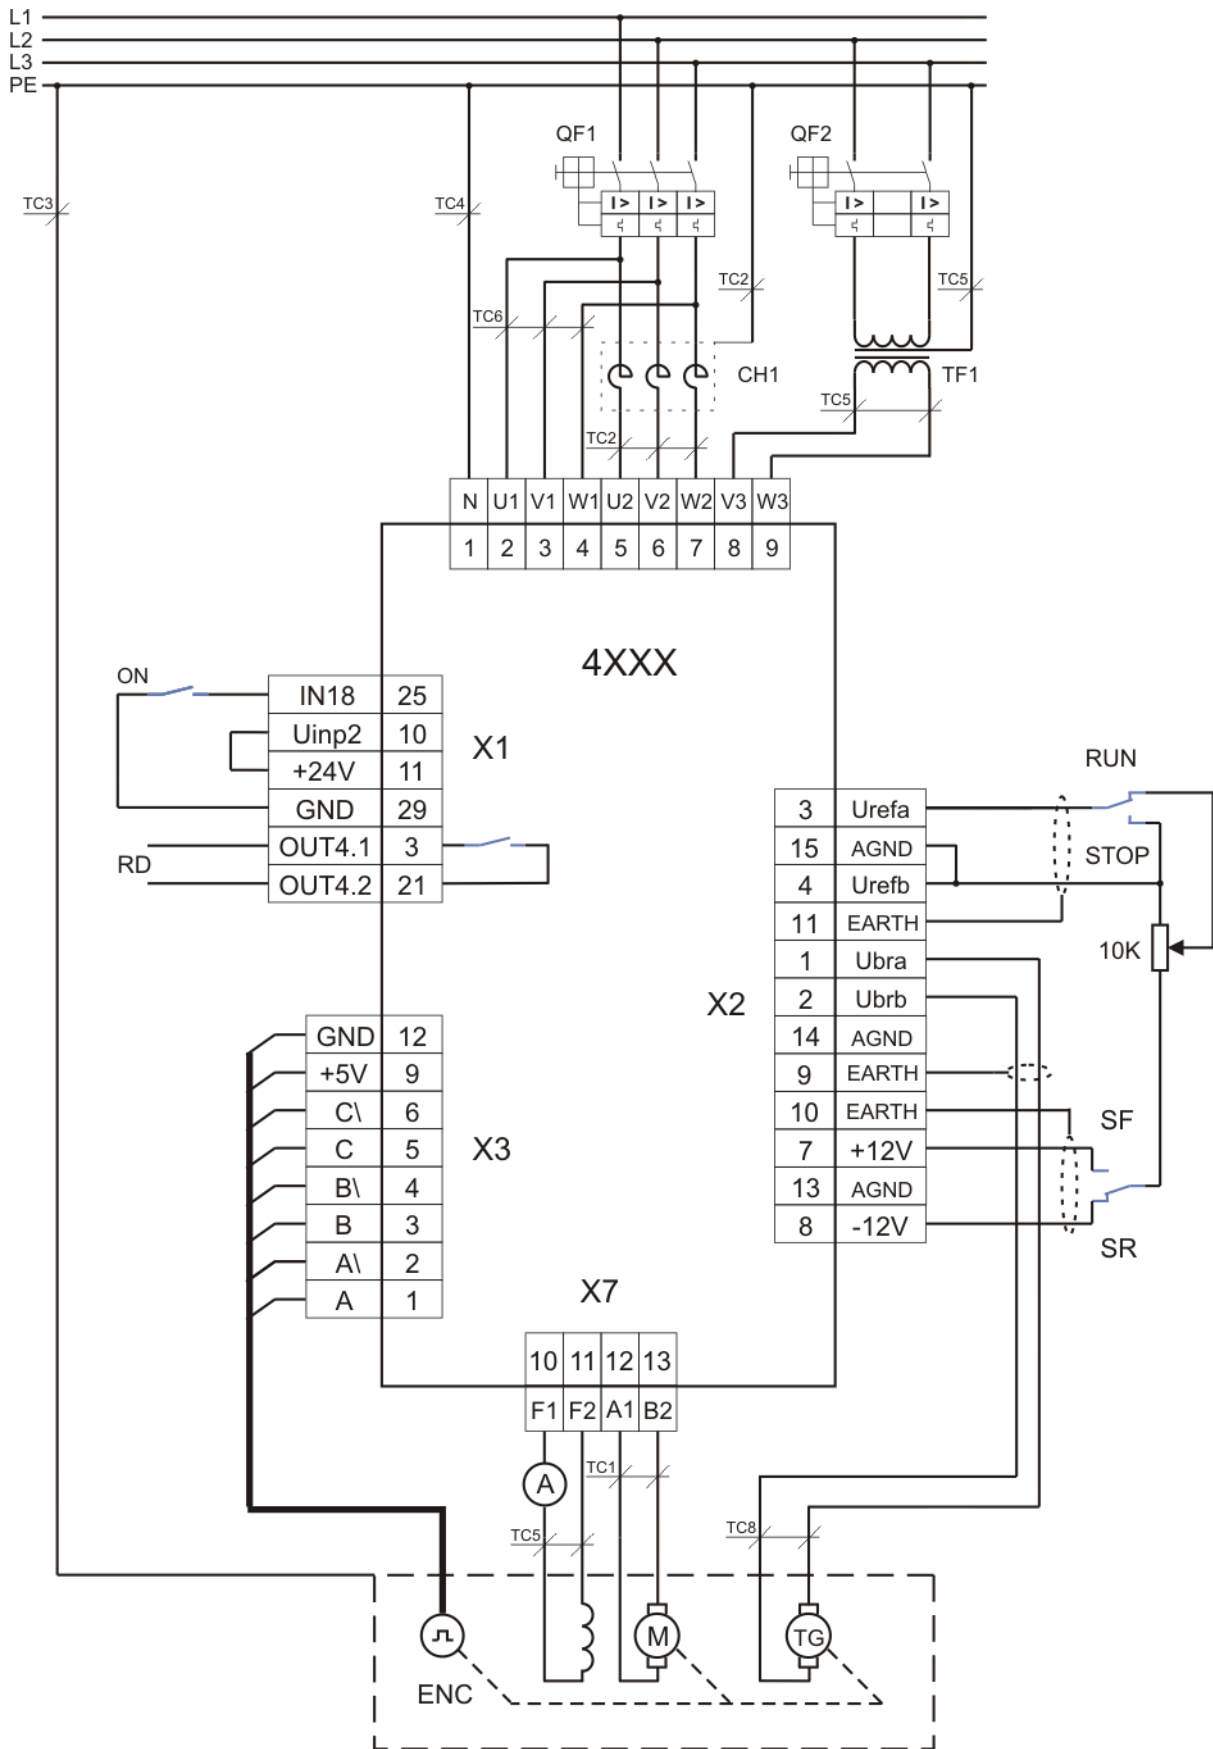 L1
L2
L3
PE
QF1
QF2
I >
I >
I >
I >
I >
TC3
TC4
TC2
TC5
TC6
CH1
TF1
TC5
TC2
N U1 V1 W1 U2 V2 W2 V3 W3
1 2 3 4 5 6 7 8 9
4XXX
ON
IN18 25
Uinp2 10
+24V 11
GND 29
OUT4.1 3
OUT4.2 21
RD
X1
RUN
STOP
3 Urefa
15 AGND
4 Urefb
11 EARTH
1 Ubra
2 Ubrb
14 AGND
9 EARTH
10 EARTH
7 +12V
13 AGND
8 -12V
10K
X2
SF
SR
GND 12
+5V 9
C\ 6
C 5
B\ 4
B 3
A\ 2
A 1
X3
X7
10 11 12 13
F1 F2 A1 B2
A
TC1
TC5
TC8
M
TG
ENC